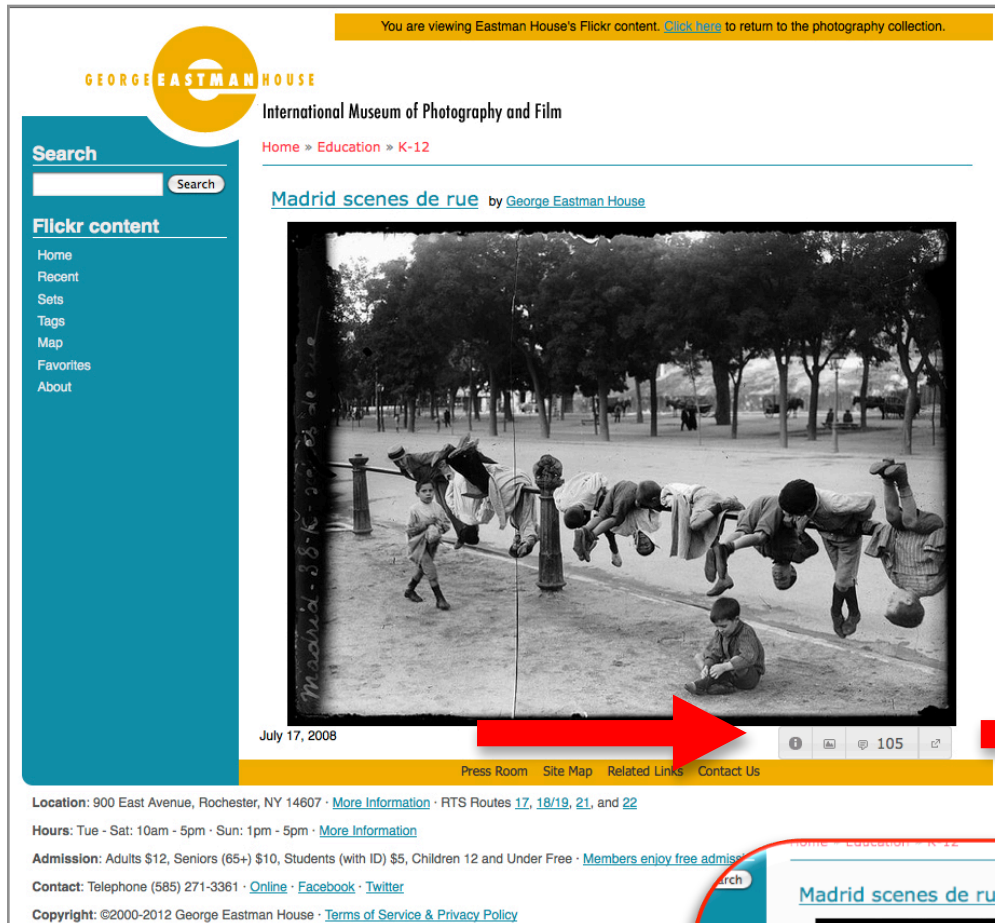 You are viewing Eastman House's Flickr content. Click here to return to the photography collection.
GEORGE EASTMAN HOUSE
International Museum of Photography and Film
Home » Education » K-12
Search
Search
Flickr content
Home
Recent
Sets
Tags
Map
Favorites
About
Madrid scenes de rue by George Eastman House
July 17, 2008
105
Press Room Site Map Related Links Contact Us
Location: 900 East Avenue, Rochester, NY 14607 · More Information · RTS Routes 17, 18/19, 21, and 22
Hours: Tue - Sat: 10am - 5pm · Sun: 1pm - 5pm · More Information
Admission: Adults $12, Seniors (65+) $10, Students (with ID) $5, Children 12 and Under Free · Members enjoy free
Contact: Telephone (585) 271-3361 · Online · Facebook · Twitter
Copyright: ©2000-2012 George Eastman House · Terms of Service & Privacy Policy
Madrid scenes de